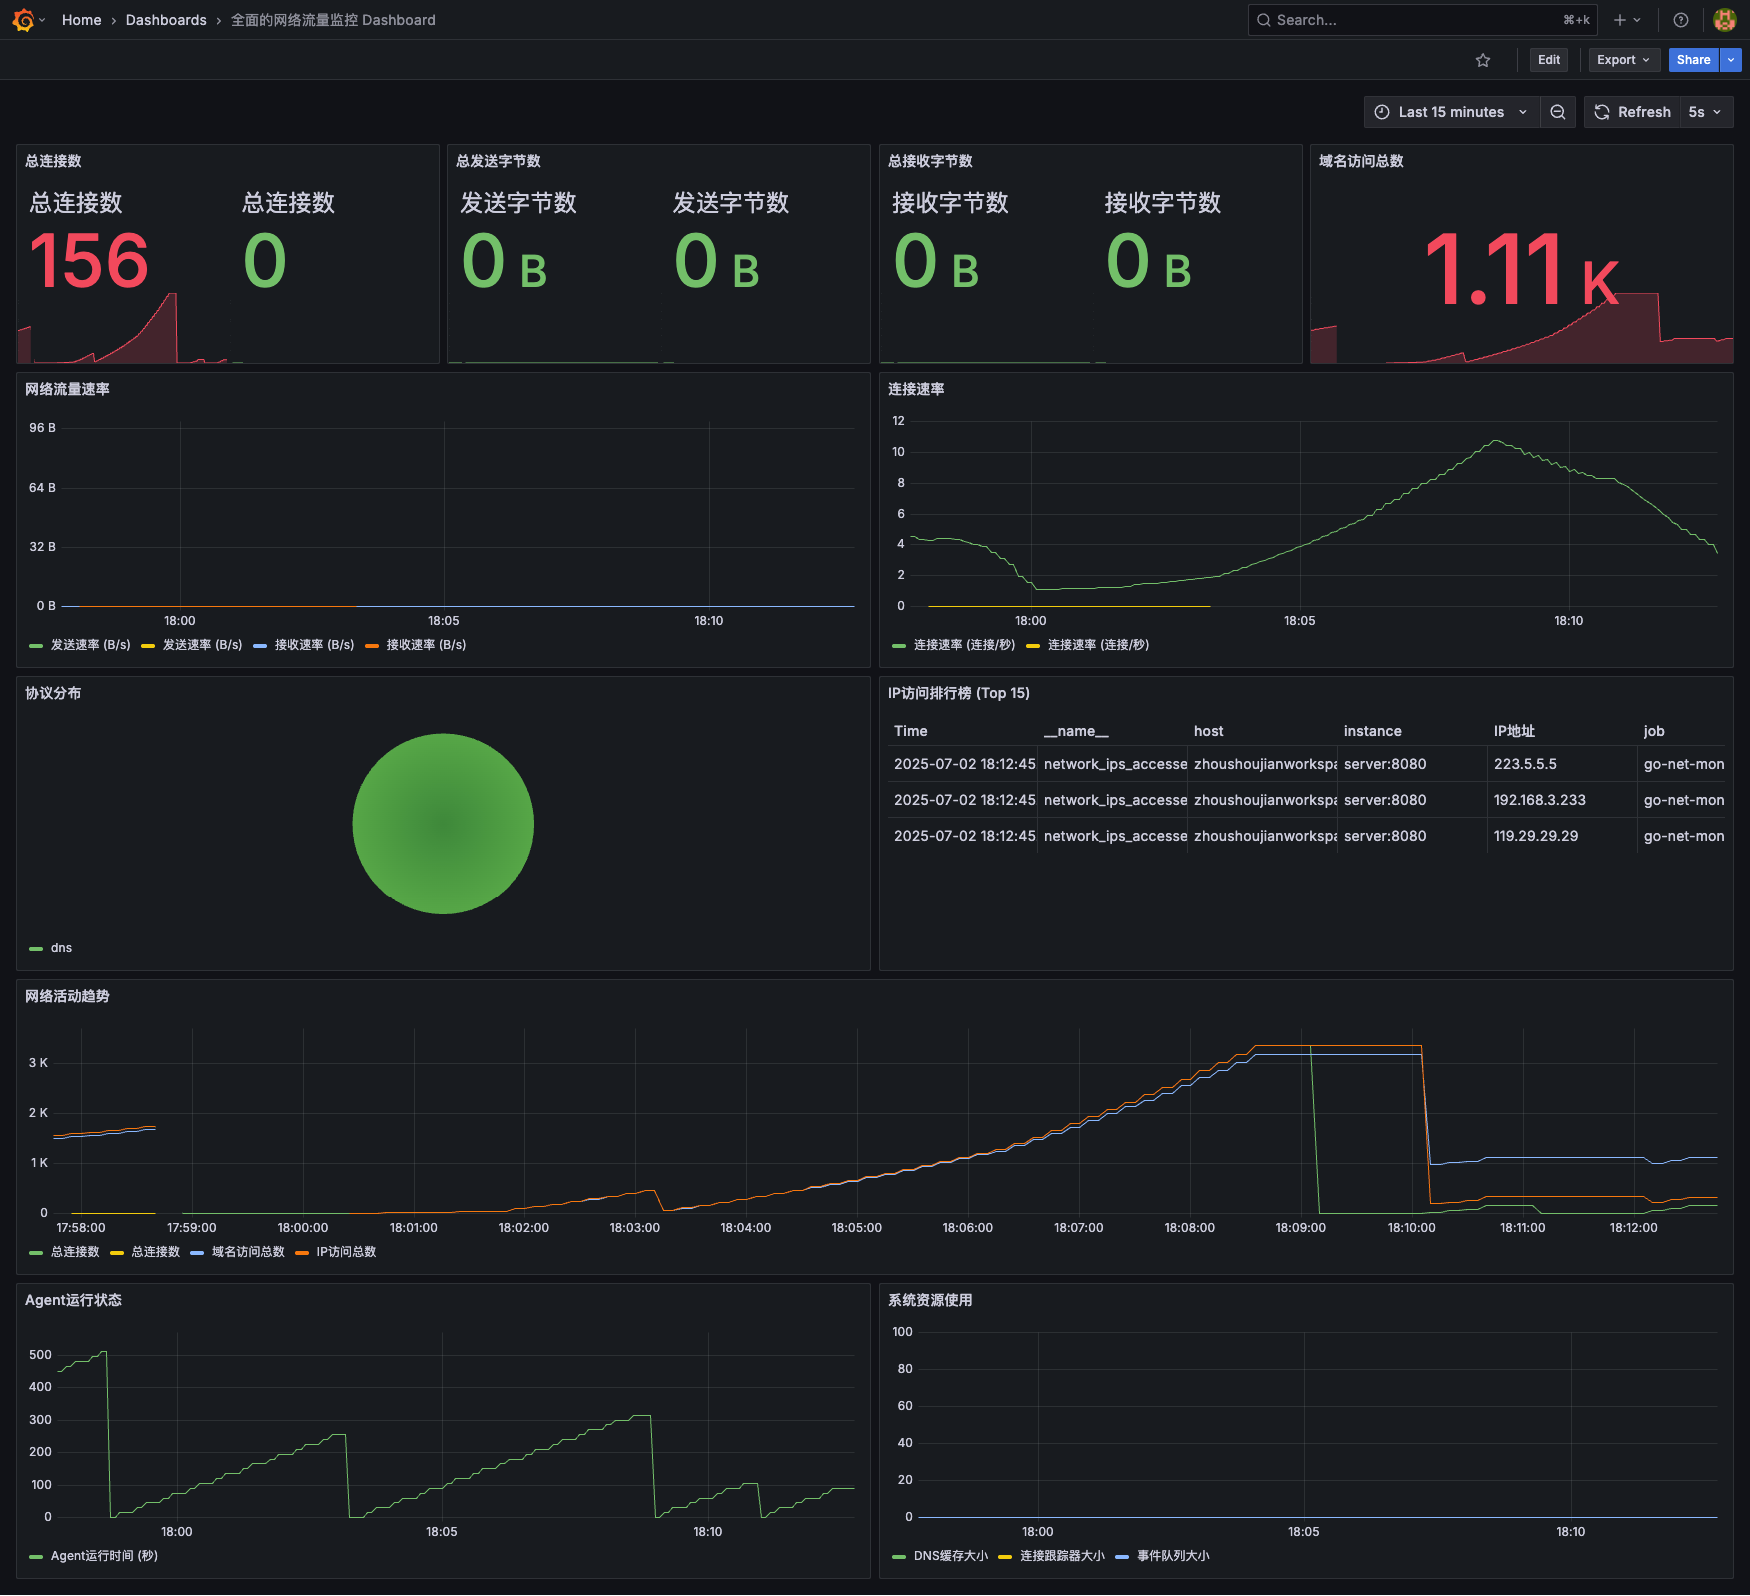 Home › Dashboards › 全面的网络流量监控 Dashboard
Search...
⌘+k
Edit
Export
Share
Last 15 minutes
Refresh
5s
总连接数
总连接数
156
总连接数
0
总发送字节数
发送字节数
0 B
发送字节数
0 B
总接收字节数
接收字节数
0 B
接收字节数
0 B
域名访问总数
1.11 K
网络流量速率
96 B
64 B
32 B
0 B
18:00
18:05
18:10
发送速率 (B/s)
发送速率 (B/s)
接收速率 (B/s)
接收速率 (B/s)
连接速率
12
10
8
6
4
2
0
18:00
18:05
18:10
连接速率 (连接/秒)
连接速率 (连接/秒)
协议分布
dns
IP访问排行榜 (Top 15)
Time __name__ host instance IP地址 job
2025-07-02 18:12:45 network_ips_accesse zhoushoujianworkspa server:8080 223.5.5.5 go-net-mon
2025-07-02 18:12:45 network_ips_accesse zhoushoujianworkspa server:8080 192.168.3.233 go-net-mon
2025-07-02 18:12:45 network_ips_accesse zhoushoujianworkspa server:8080 119.29.29.29 go-net-mon
网络活动趋势
3 K
2 K
1 K
0
17:58:00
17:59:00
18:00:00
18:01:00
18:02:00
18:03:00
18:04:00
18:05:00
18:06:00
18:07:00
18:08:00
18:09:00
18:10:00
18:11:00
18:12:00
总连接数
总连接数
域名访问总数
IP访问总数
Agent运行状态
500
400
300
200
100
0
18:00
18:05
18:10
Agent运行时间 (秒)
系统资源使用
100
80
60
40
20
0
18:00
18:05
18:10
DNS缓存大小
连接跟踪器大小
事件队列大小